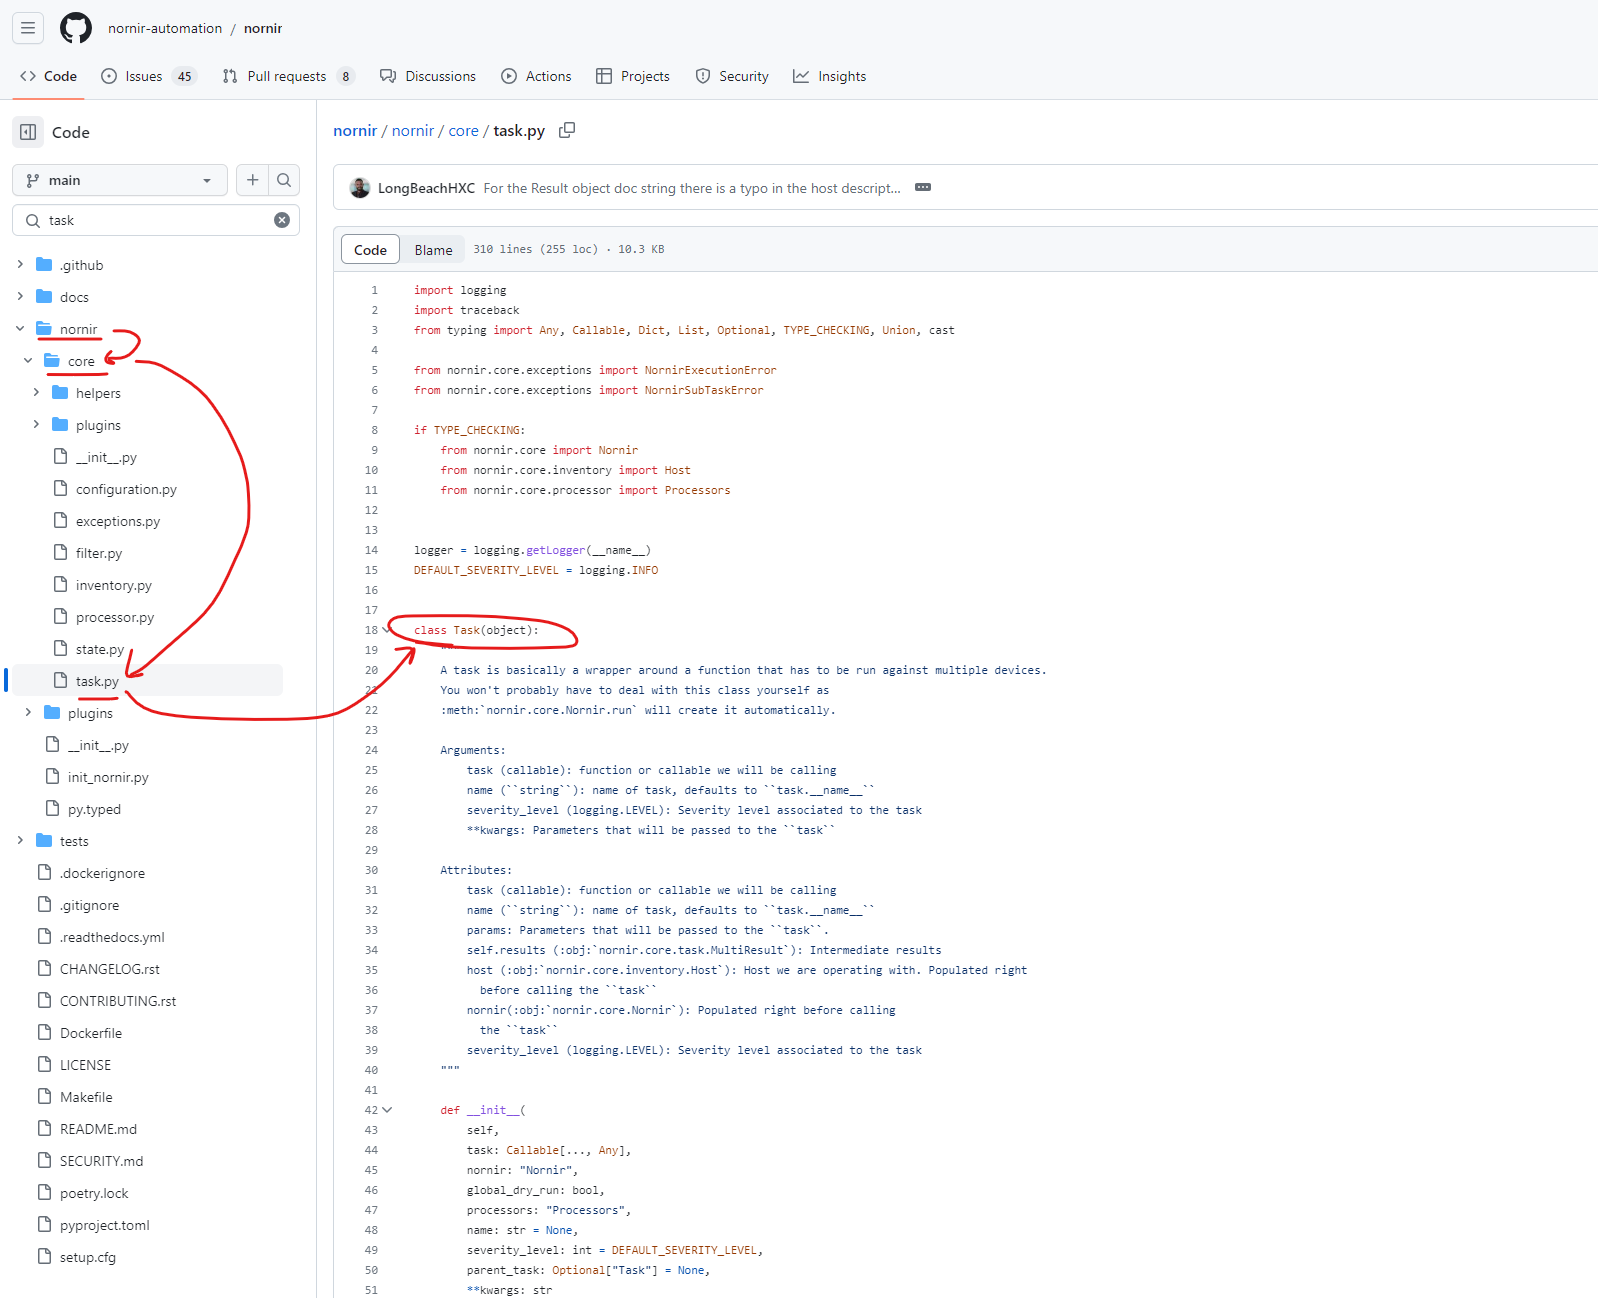 nornir-automation / nornir
Code Issues 45 Pull requests 8 Discussions Actions Projects Security Insights
Code
main
task
.github
docs
nornir
core
helpers
plugins
__init__.py
configuration.py
exceptions.py
filter.py
inventory.py
processor.py
state.py
task.py
plugins
__init__.py
init_nornir.py
py.typed
tests
.dockerignore
.gitignore
.readthedocs.yml
CHANGELOG.rst
CONTRIBUTING.rst
Dockerfile
LICENSE
Makefile
README.md
SECURITY.md
poetry.lock
pyproject.toml
setup.cfg
nornir / nornir / core / task.py
LongBeachHXC For the Result object doc string there is a typo in the host descript...
Code Blame 310 lines (255 loc) · 10.3 KB
1 import logging
2 import traceback
3 from typing import Any, Callable, Dict, List, Optional, TYPE_CHECKING, Union, cast
4
5 from nornir.core.exceptions import NornirExecutionError
6 from nornir.core.exceptions import NornirSubTaskError
7
8 if TYPE_CHECKING:
9     from nornir.core import Nornir
10     from nornir.core.inventory import Host
11     from nornir.core.processor import Processors
12
13
14 logger = logging.getLogger(__name__)
15 DEFAULT_SEVERITY_LEVEL = logging.INFO
16
17
18 class Task(object):
19     """
20     A task is basically a wrapper around a function that has to be run against multiple devices.
21     You won't probably have to deal with this class yourself as
22     :meth:`nornir.core.Nornir.run` will create it automatically.
23
24     Arguments:
25         task (callable): function or callable we will be calling
26         name (``string``): name of task, defaults to ``task.__name__``
27         severity_level (logging.LEVEL): Severity level associated to the task
28         **kwargs: Parameters that will be passed to the ``task``
29
30     Attributes:
31         task (callable): function or callable we will be calling
32         name (``string``): name of task, defaults to ``task.__name__``
33         params: Parameters that will be passed to the ``task``.
34         self.results (:obj:`nornir.core.task.MultiResult`): Intermediate results
35         host (:obj:`nornir.core.inventory.Host`): Host we are operating with. Populated right
36           before calling the ``task``
37         nornir(:obj:`nornir.core.Nornir`): Populated right before calling
38           the ``task``
39         severity_level (logging.LEVEL): Severity level associated to the task
40     """
41
42     def __init__(
43         self,
44         task: Callable[..., Any],
45         nornir: "Nornir",
46         global_dry_run: bool,
47         processors: "Processors",
48         name: str = None,
49         severity_level: int = DEFAULT_SEVERITY_LEVEL,
50         parent_task: Optional["Task"] = None,
51         **kwargs: str